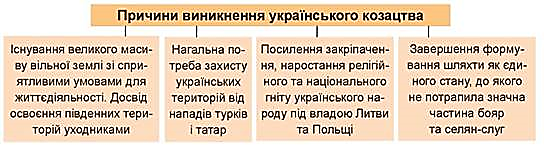 Причини виникнення українського козацтва
Існування великого маси-
ву вільної землі зі спри-
ятливими умовами для
життєдіяльності. Досвід
освоєння південних тери-
торій уходниками
Нагальна по-
треба захисту
українських
територій від
нападів турків
і татар
Посилення закріпачен-
ня, наростання релігій-
ного та національного
гніту українського на-
роду під владою Литви
та Польщі
Завершення форму-
вання шляхти як єди-
ного стану, до якого
не потрапила значна
частина бояр
та селян-слуг